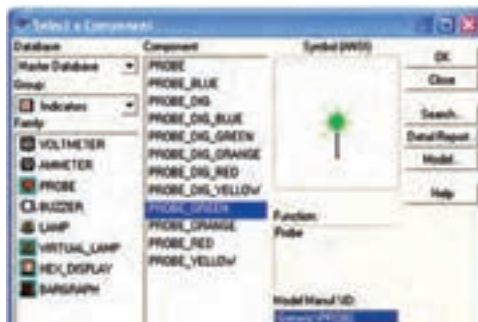 Select a Component
Database:
Master Database
Group:
Indicators
Family:
VOLTMETER
AMMETER
PROBE
BUZZER
LAMP
VIRTUAL_LAMP
HEX_DISPLAY
BARGRAPH
Component:
PROBE
PROBE_BLUE
PROBE_DIG
PROBE_DIG_BLUE
PROBE_DIG_GREEN
PROBE_DIG_ORANGE
PROBE_DIG_RED
PROBE_DIG_YELLOW
PROBE_GREEN
PROBE_ORANGE
PROBE_RED
PROBE_YELLOW
Symbol (ANSI)
Function:
Probe
Model Manuf.\ID:
OK
Close
Search...
Detail Report
Model...
Help